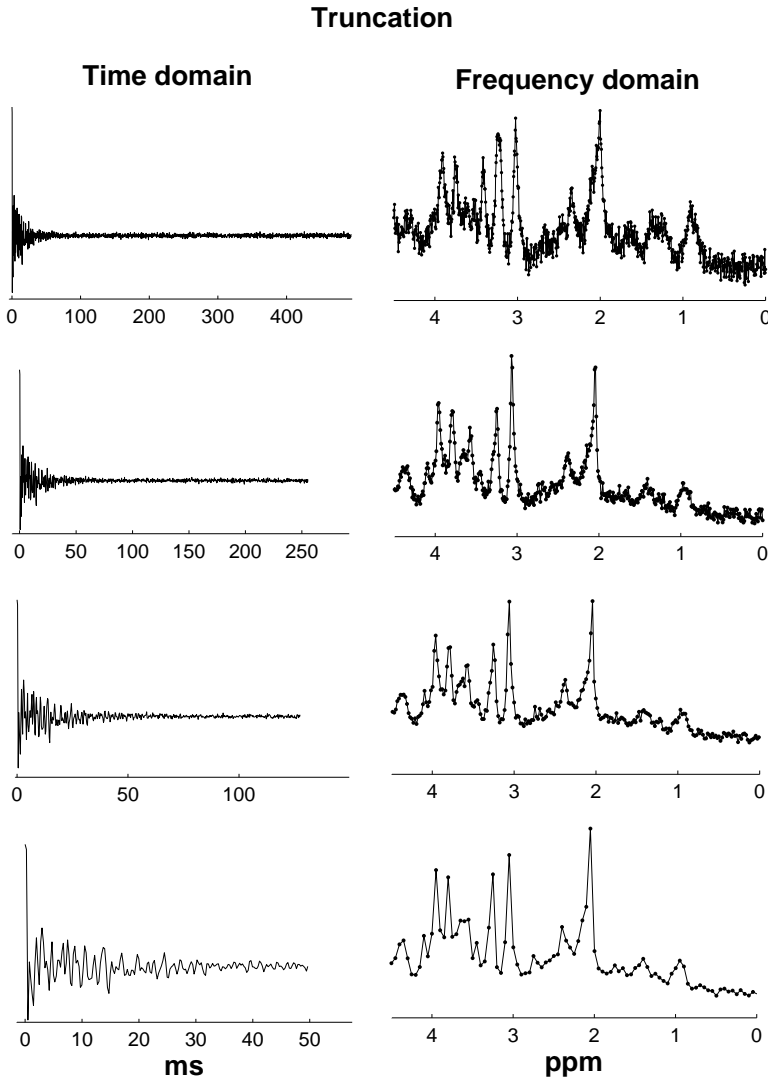 Truncation
Time domain
Frequency domain
0 100 200 300 400
4 3 2 1 0
0 50 100 150 200 250
4 3 2 1 0
0 50 100
4 3 2 1 0
0 10 20 30 40 50
4 3 2 1 0
ms
ppm